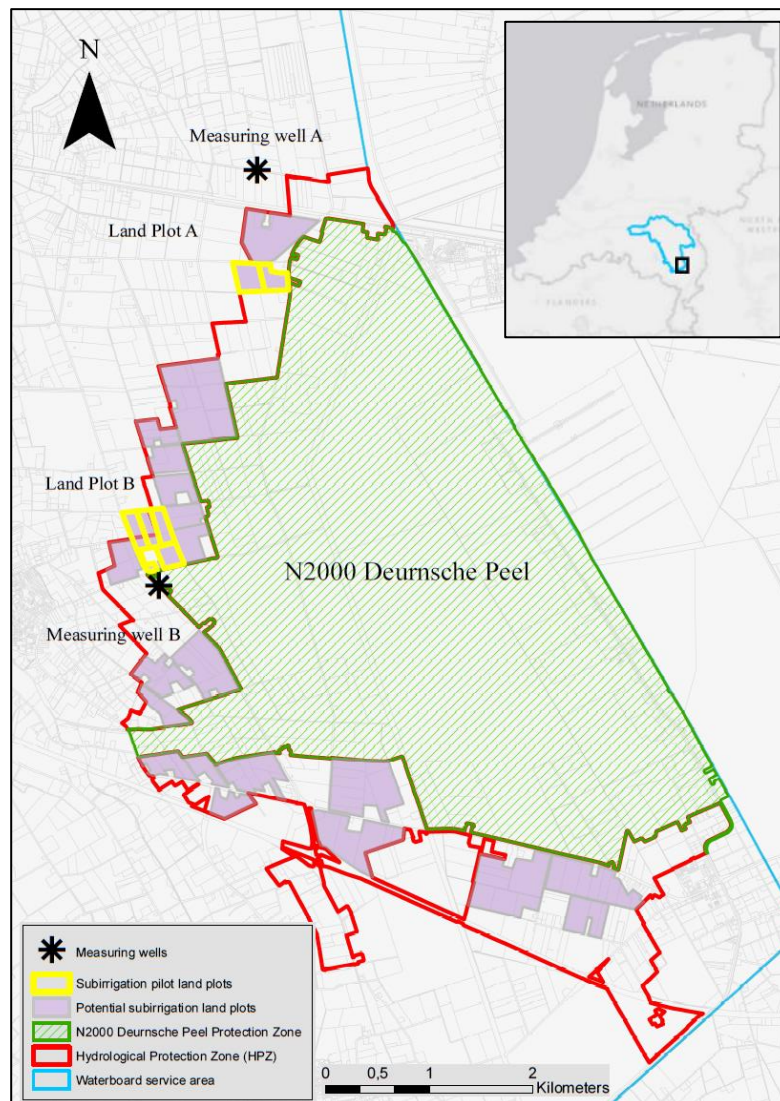 N
Measuring well A
Land Plot A
Land Plot B
N2000 Deurnsche Peel
Measuring well B
NETHERLANDS
FLANDERS
Measuring wells
Subirrigation pilot land plots
Potential subirrigation land plots
N2000 Deurnsche Peel Protection Zone
Hydrological Protection Zone (HPZ)
Waterboard service area
0 0,5 1 2
Kilometers